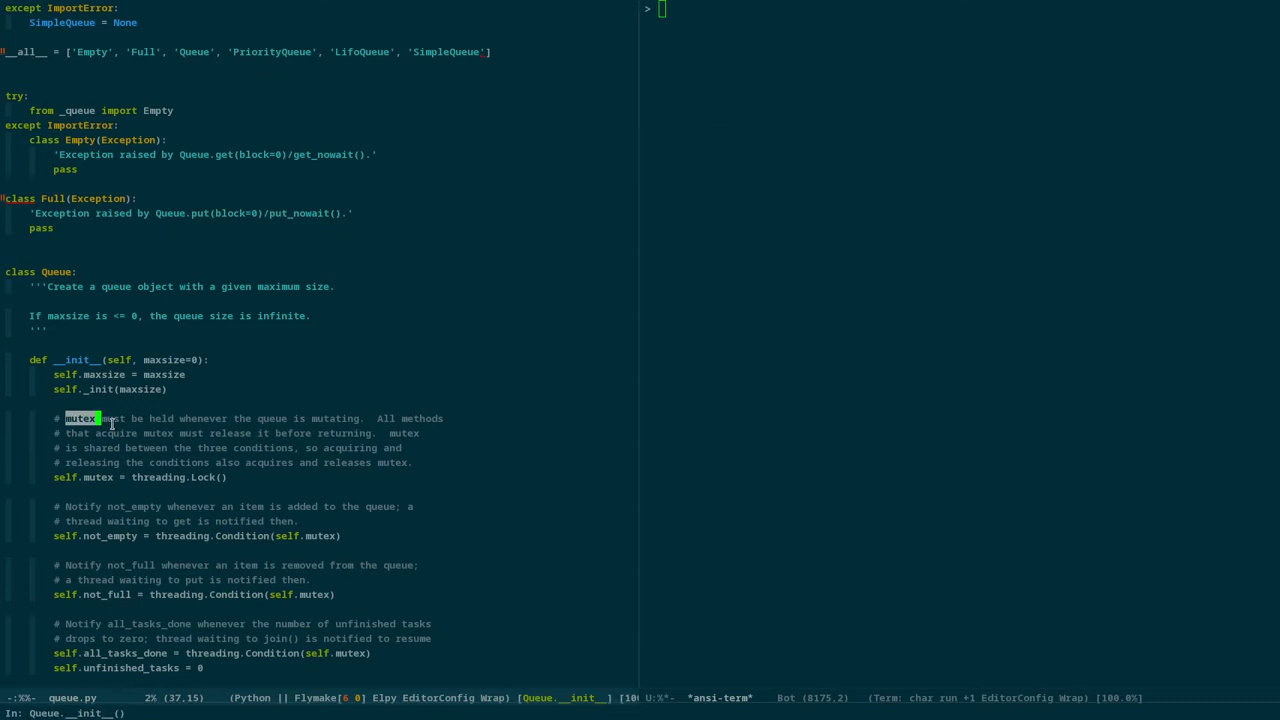 except ImportError:
    SimpleQueue = None

__all__ = ['Empty', 'Full', 'Queue', 'PriorityQueue', 'LifoQueue', 'SimpleQueue']


try:
    from _queue import Empty
except ImportError:
    class Empty(Exception):
        'Exception raised by Queue.get(block=0)/get_nowait().'
        pass

class Full(Exception):
    'Exception raised by Queue.put(block=0)/put_nowait().'
    pass


class Queue:
    '''Create a queue object with a given maximum size.

    If maxsize is <= 0, the queue size is infinite.
    '''

    def __init__(self, maxsize=0):
        self.maxsize = maxsize
        self._init(maxsize)

        # mutex must be held whenever the queue is mutating.  All methods
        # that acquire mutex must release it before returning.  mutex
        # is shared between the three conditions, so acquiring and
        # releasing the conditions also acquires and releases mutex.
        self.mutex = threading.Lock()

        # Notify not_empty whenever an item is added to the queue; a
        # thread waiting to get is notified then.
        self.not_empty = threading.Condition(self.mutex)

        # Notify not_full whenever an item is removed from the queue;
        # a thread waiting to put is notified then.
        self.not_full = threading.Condition(self.mutex)

        # Notify all_tasks_done whenever the number of unfinished tasks
        # drops to zero; thread waiting to join() is notified to resume
        self.all_tasks_done = threading.Condition(self.mutex)
        self.unfinished_tasks = 0
-:%%-  queue.py      2% (37,15)     (Python || Flymake[6 0] Elpy EditorConfig Wrap) [Queue.__init__] [10
In: Queue.__init__()
>
U:%*-  *ansi-term*   Bot (8175,2)   (Term: char run +1 EditorConfig Wrap) [100.0%]